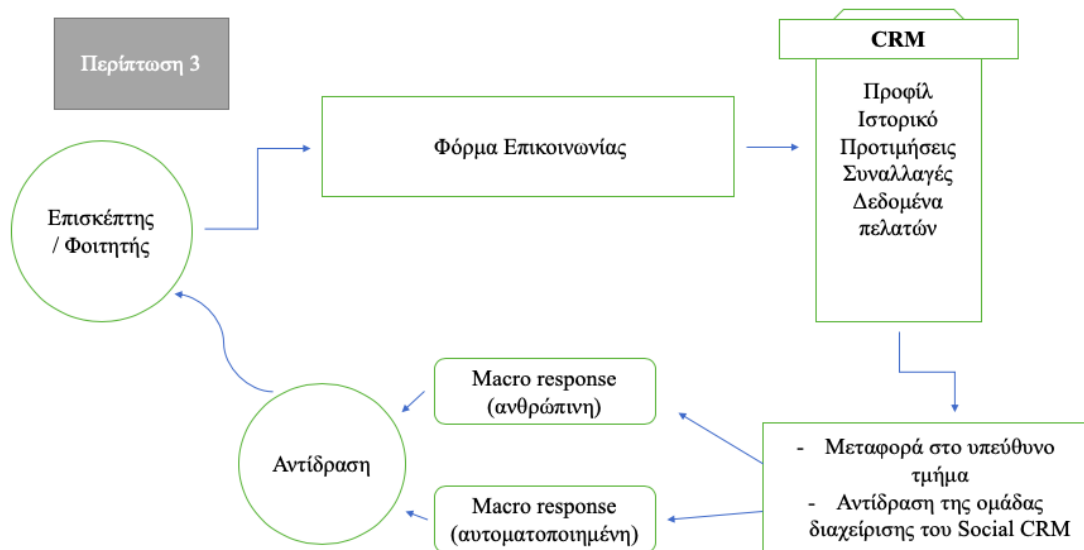 Περίπτωση 3
CRM
Προφίλ
Ιστορικό
Προτιμήσεις
Συναλλαγές
Δεδομένα
πελατών
Φόρμα Επικοινωνίας
Επισκέπτης
/ Φοιτητής
Macro response
(ανθρώπινη)
Αντίδραση
Macro response
(αυτοματοποιημένη)
- Μεταφορά στο υπεύθυνο
τμήμα
- Αντίδραση της ομάδας
διαχείρισης του Social CRM